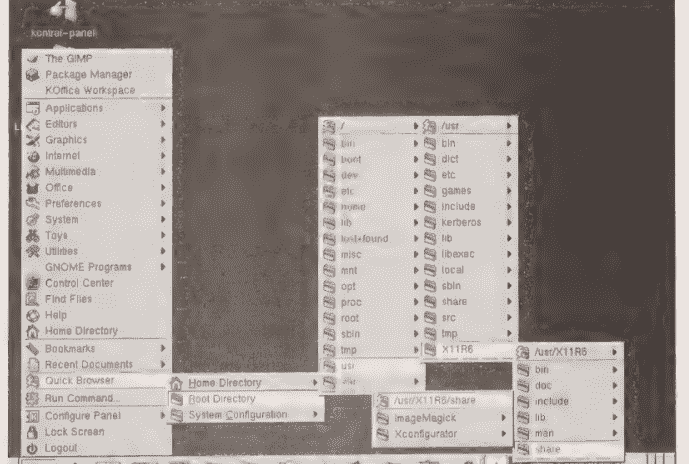 kontrol-panel
The GIMP
Package Manager
KOffice Workspace
Applications
Editors
Graphics
Internet
Multimedia
Office
Preferences
System
Toys
Utilities
GNOME Programs
Control Center
Find Files
Help
Home Directory
Bookmarks
Recent Documents
Quick Browser
Run Command...
Configure Panel
Lock Screen
Logout
Home Directory
Root Directory
System Configuration
/
bin
boot
dev
etc
home
lib
lost+found
misc
mnt
opt
proc
root
sbin
tmp
usr
var
/usr
bin
dict
etc
games
include
kerberos
lib
libexec
local
sbin
share
src
tmp
X11R6
/usr/X11R6
bin
doc
include
lib
man
share
/usr/X11R6/share
ImageMagick
Xconfigurator